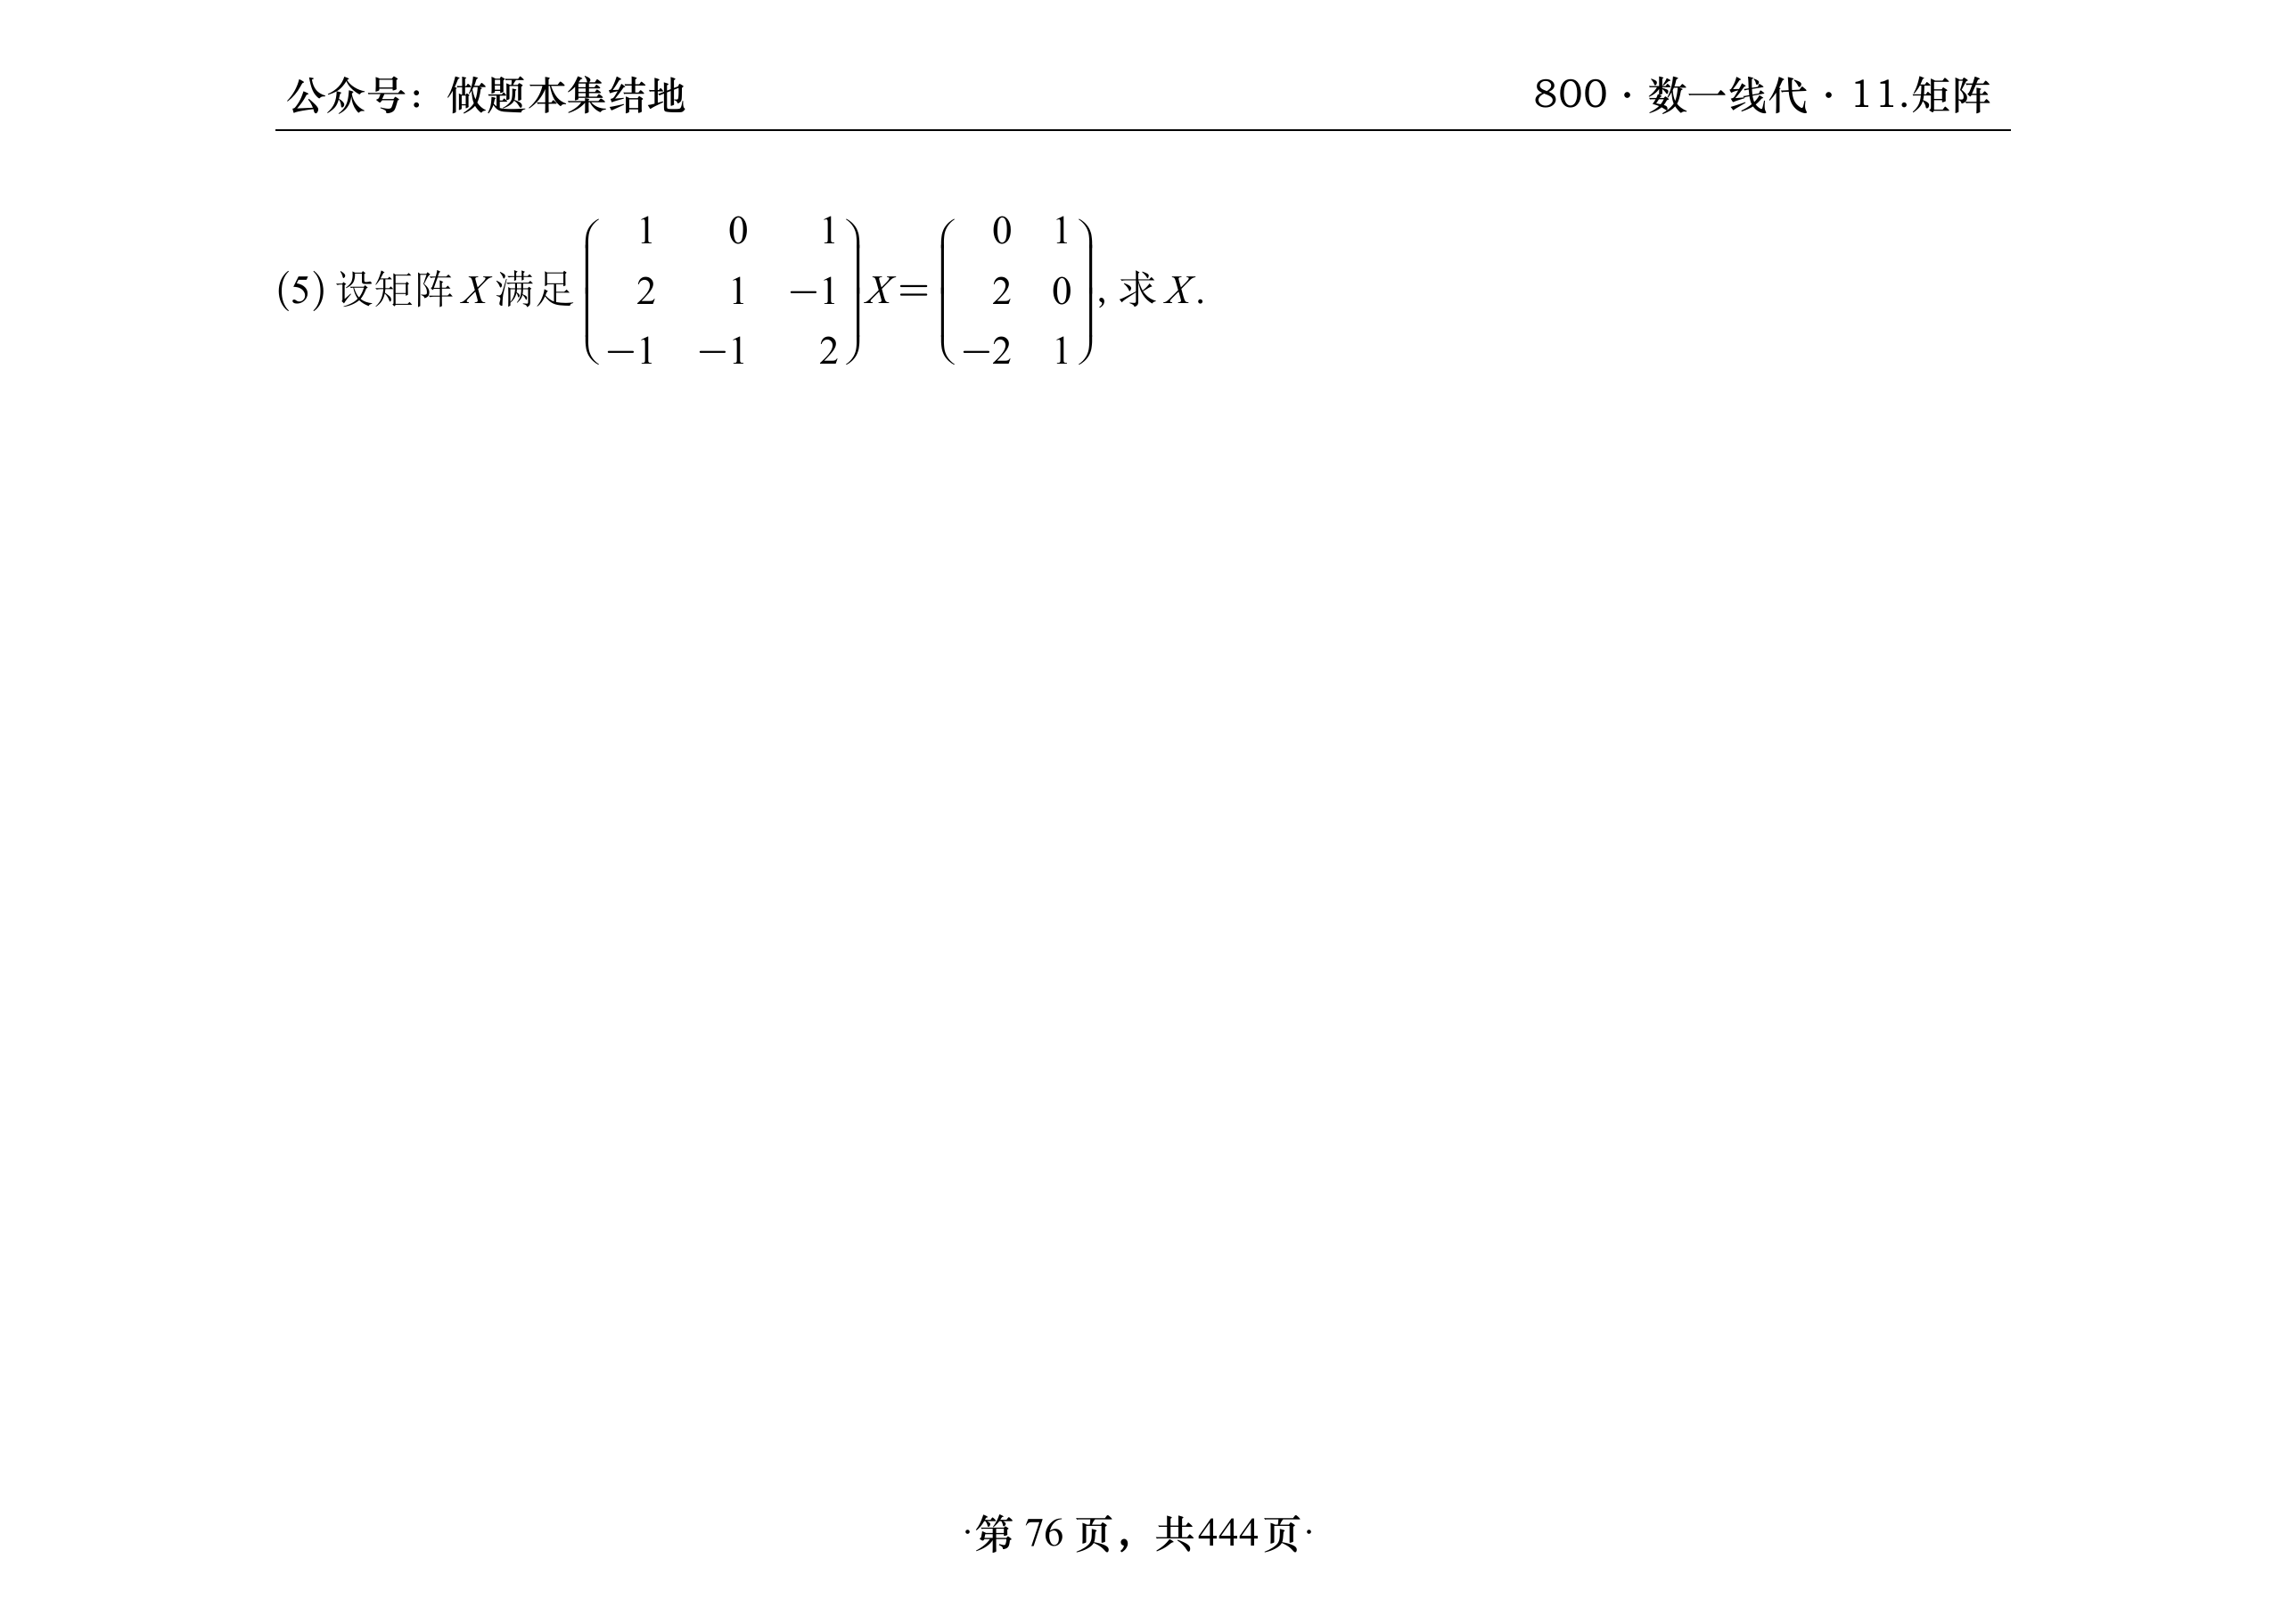 公众号：做题本集结地
800·数一线代·11.矩阵
(5) 设矩阵 X 满足 \begin{pmatrix} 1 & 0 & 1 \\ 2 & 1 & -1 \\ -1 & -1 & 2 \end{pmatrix} X = \begin{pmatrix} 0 & 1 \\ 2 & 0 \\ -2 & 1 \end{pmatrix}, 求 X.
·第 76 页，共444页·